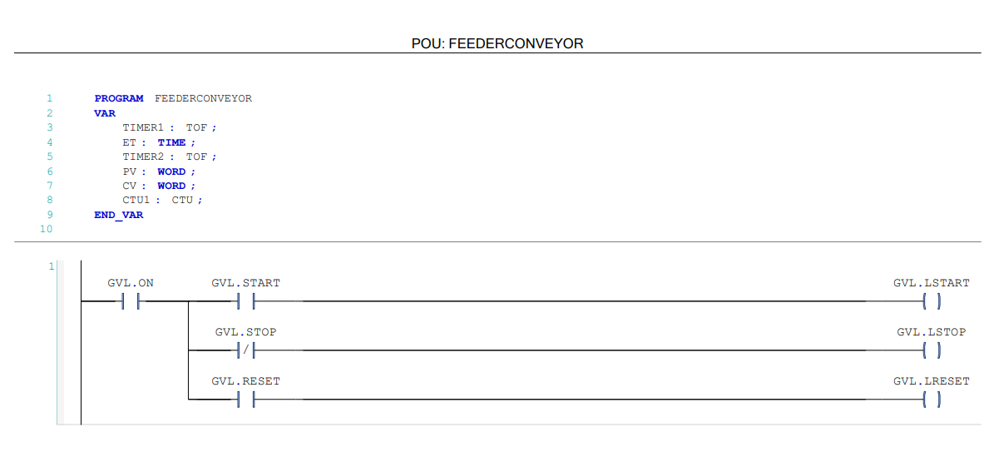 POU: FEEDERCONVEYOR
1 PROGRAM FEEDERCONVEYOR
2 VAR
3 TIMER1 : TOF ;
4 ET : TIME ;
5 TIMER2 : TOF ;
6 PV : WORD ;
7 CV : WORD ;
8 CTU1 : CTU ;
9 END_VAR
10
1
GVL.ON GVL.START GVL.LSTART
GVL.STOP GVL.LSTOP
/
GVL.RESET GVL.LRESET